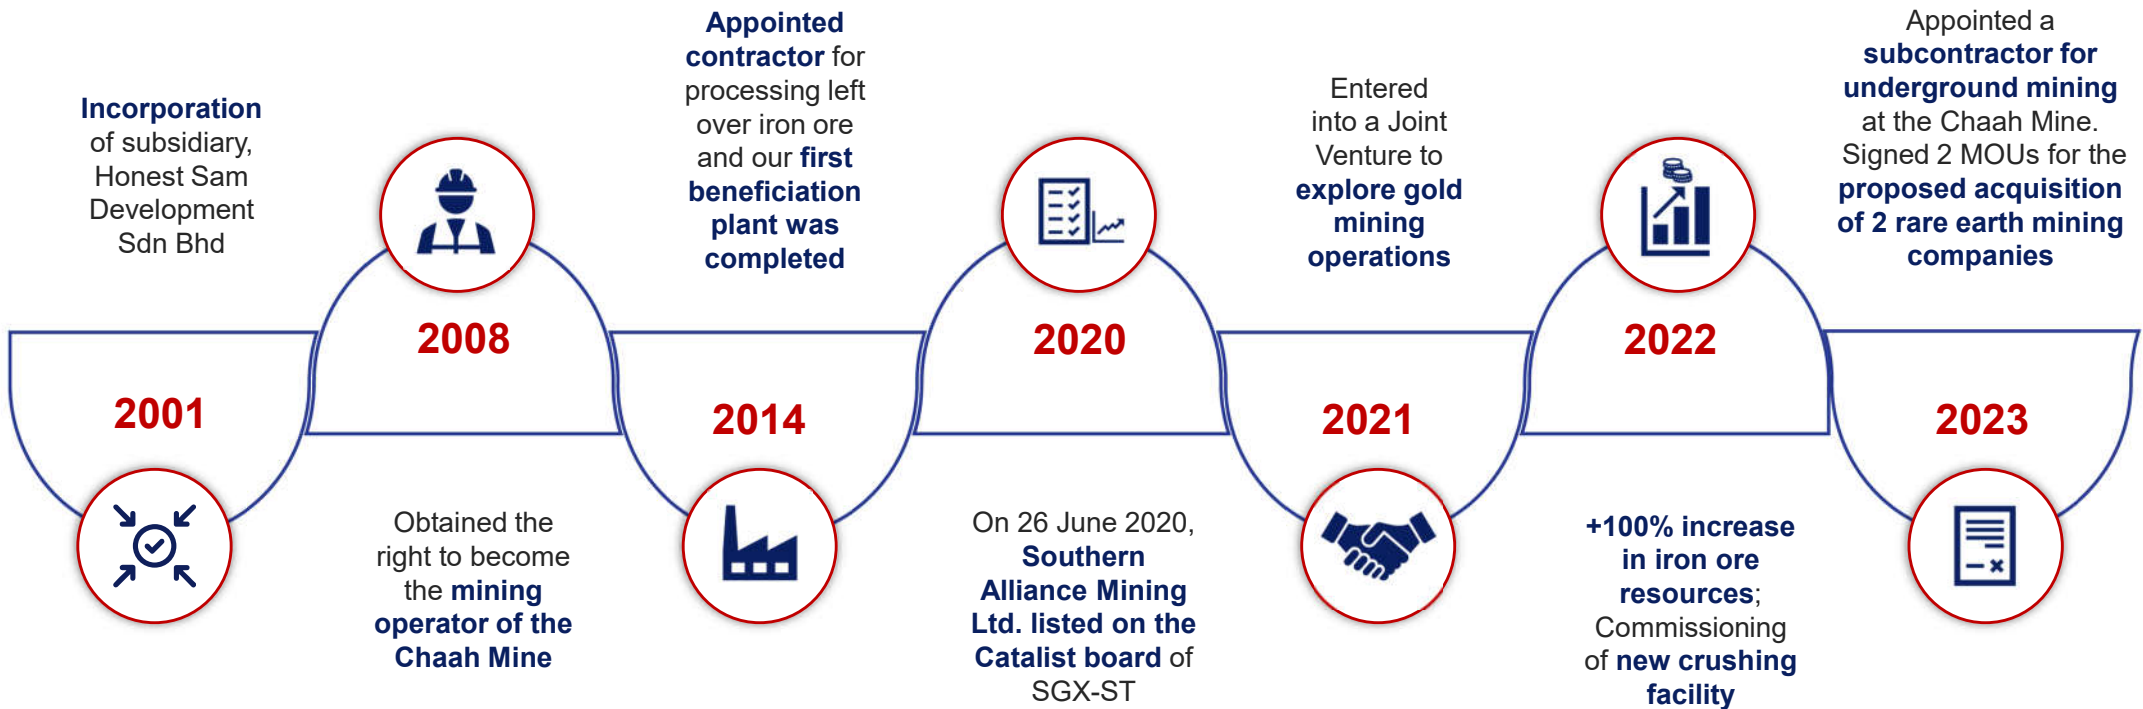 Incorporation
of subsidiary,
Honest Sam
Development
Sdn Bhd
2001
2008
Obtained the
right to become
the mining
operator of the
Chaah Mine
Appointed
contractor for
processing left
over iron ore
and our first
beneficiation
plant was
completed
2014
2020
On 26 June 2020,
Southern
Alliance Mining
Ltd. listed on the
Catalist board of
SGX-ST
Entered
into a Joint
Venture to
explore gold
mining
operations
2021
2022
+100% increase
in iron ore
resources;
Commissioning
of new crushing
facility
Appointed a
subcontractor for
underground mining
at the Chaah Mine.
Signed 2 MOUs for the
proposed acquisition
of 2 rare earth mining
companies
2023